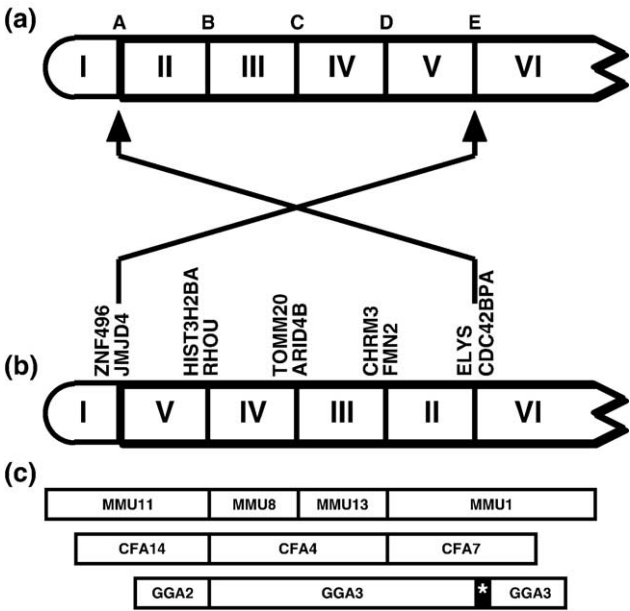 (a)
A B C D E
I II III IV V VI
ZNF496
JMJD4
HIST3H2BA
RHOU
TOMM20
ARID4B
CHRM3
FMN2
ELYS
CDC42BPA
(b)
I V IV III II VI
(c)
MMU11 MMU8 MMU13 MMU1
CFA14 CFA4 CFA7
GGA2 GGA3 * GGA3